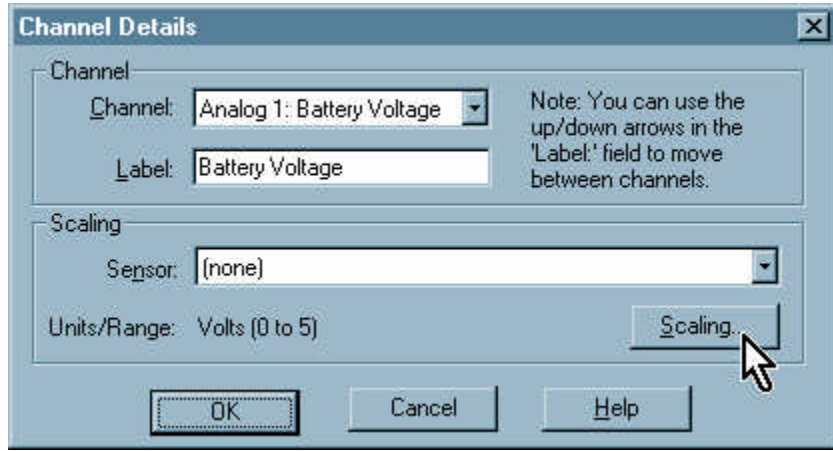 Channel Details
Channel
Channel: Analog 1: Battery Voltage
Note: You can use the
up/down arrows in the
'Label:' field to move
between channels.
Label: Battery Voltage
Scaling
Sensor: (none)
Units/Range: Volts (0 to 5)
Scaling...
OK
Cancel
Help